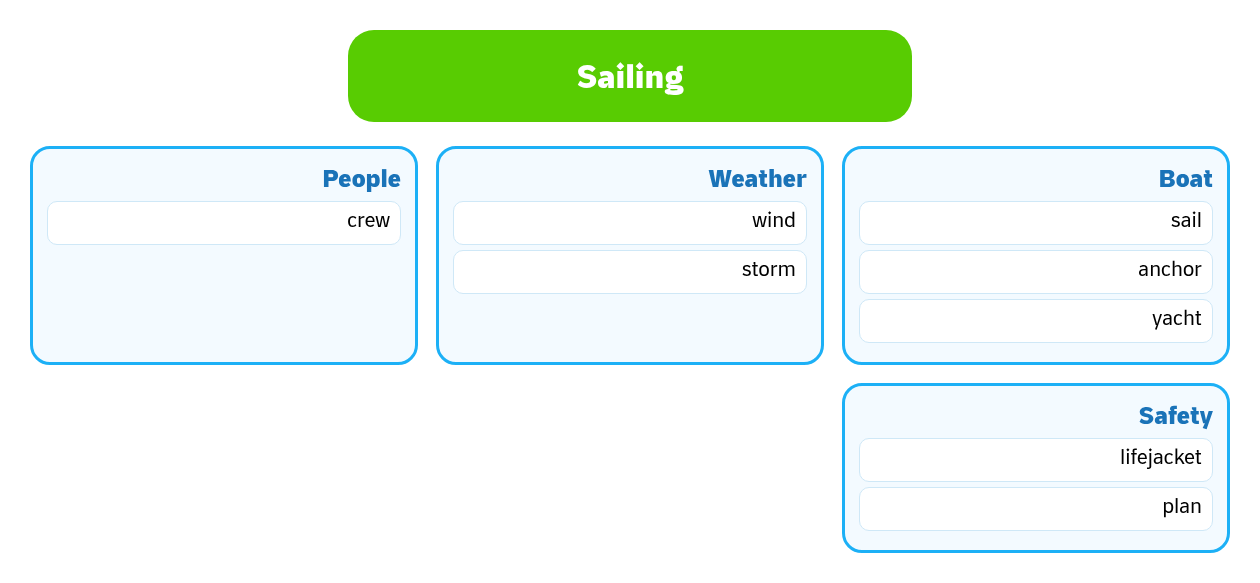 Sailing
Boat
sail
anchor
yacht
Weather
wind
storm
People
crew
Safety
lifejacket
plan